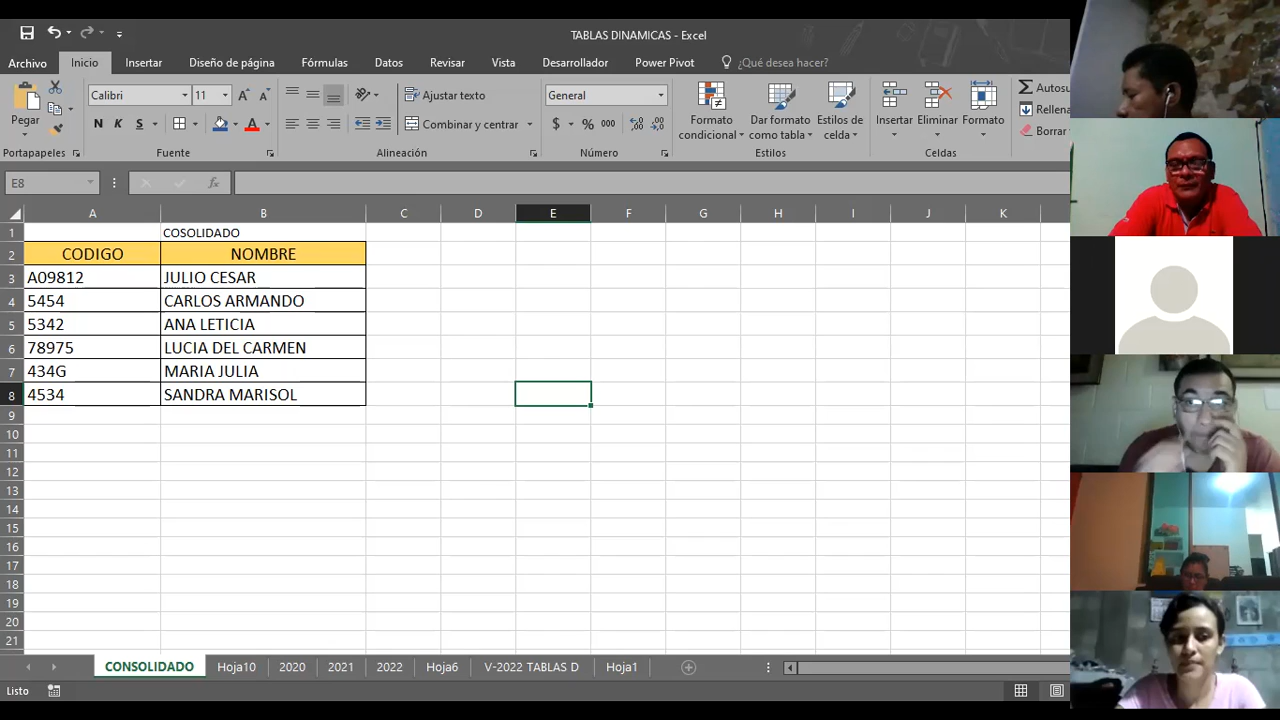 TABLAS DINAMICAS - Excel
Archivo Inicio Insertar Diseño de página Fórmulas Datos Revisar Vista Desarrollador Power Pivot ¿Qué desea hacer?
Calibri 11 Ajustar texto General Autosu
Pegar N K S Combinar y centrar $ % 000 Formato condicional Dar formato como tabla Estilos de celda Insertar Eliminar Formato Rellena
Borrar
Portapapeles Fuente Alineación Número Estilos Celdas
E8 fx
A B C D E F G H I J K
1 COSOLIDADO
2 CODIGO NOMBRE
3 A09812 JULIO CESAR
4 5454 CARLOS ARMANDO
5 5342 ANA LETICIA
6 78975 LUCIA DEL CARMEN
7 434G MARIA JULIA
8 4534 SANDRA MARISOL
9
10
11
12
13
14
15
16
17
18
19
20
21
CONSOLIDADO Hoja10 2020 2021 2022 Hoja6 V-2022 TABLAS D Hoja1
Listo